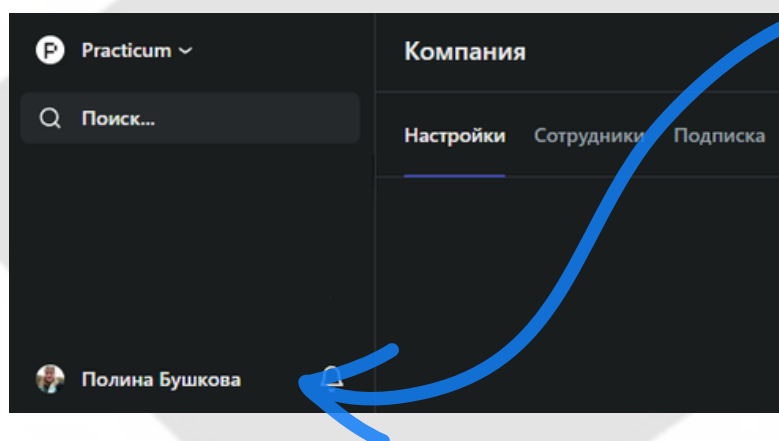 P Practicum
Поиск...
Компания
Настройки Сотрудники Подписка
Полина Бушкова